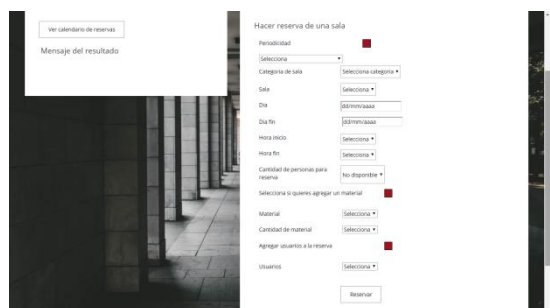 Ver calendario de reservas
Mensaje del resultado
Hacer reserva de una sala
Periodicidad
Selecciona
Categoría de sala
Selecciona categoria
Sala
Selecciona
Dia
dd/mm/aaaa
Dia fin
dd/mm/aaaa
Hora inicio
Selecciona
Hora fin
Selecciona
Cantidad de personas para
reserva
No disponible
Selecciona si quieres agregar un material
Material
Selecciona
Cantidad de material
Selecciona
Agregar usuarios a la reserva
Usuarios
Selecciona
Reservar